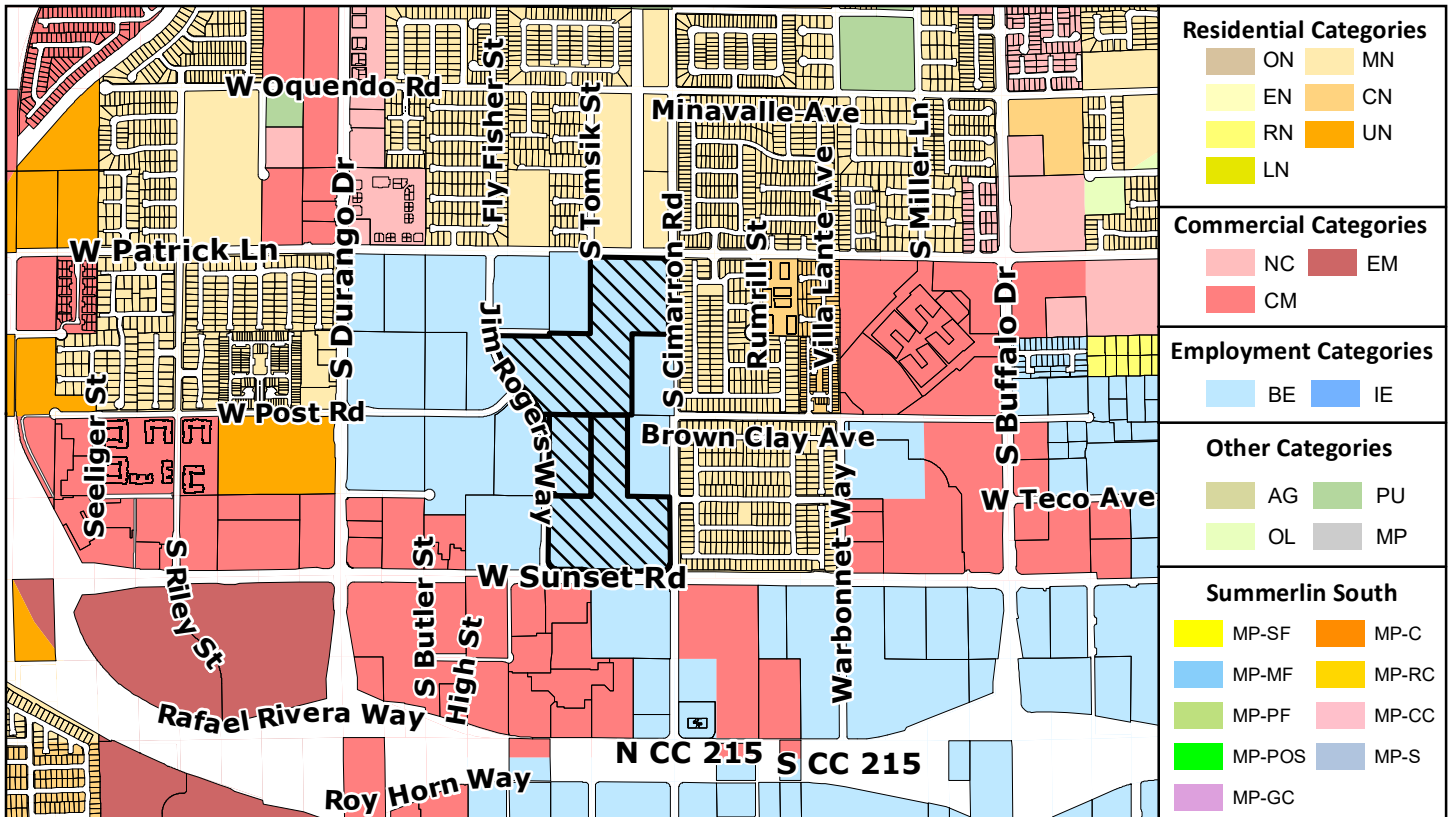 W Oquendo Rd
Fly Fisher St
S Tomsik St
Minavalle Ave
S Miller Ln
S Durango Dr
W Patrick Ln
S Cimarron Rd
Rumrill St
Villa Lante Ave
S Buffalo Dr
Jim Rogers Way
Seeliger St
W Post Rd
Brown Clay Ave
W Teco Ave
Warbonnet Way
S Riley St
S Butler St
High St
W Sunset Rd
Rafael Rivera Way
N CC 215
S CC 215
Roy Horn Way
Residential Categories
ON MN
EN CN
RN UN
LN
Commercial Categories
NC EM
CM
Employment Categories
BE IE
Other Categories
AG PU
OL MP
Summerlin South
MP-SF MP-C
MP-MF MP-RC
MP-PF MP-CC
MP-POS MP-S
MP-GC